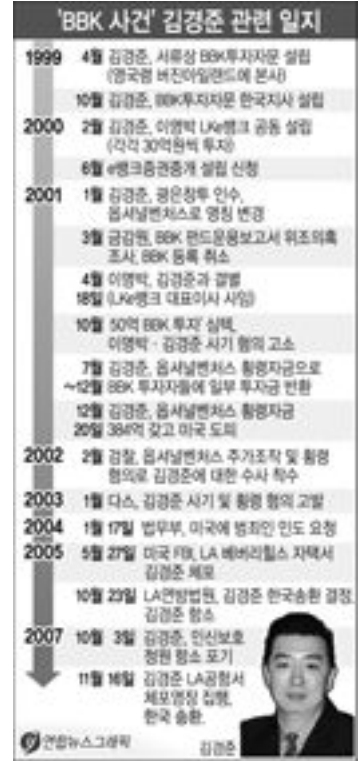 'BBK 사건' 김경준 관련 일지
1999 4월 김경준, 서류상 BBK투자자문 설립
(영국령 버진아일랜드에 본사)
10월 김경준, BBK투자자문 한국지사 설립
2000 2월 김경준, 이명박 LKe뱅크 공동 설립
(각각 30억원씩 투자)
6월 e뱅크증권중개 설립 신청
2001 1월 김경준, 광은창투 인수,
옵셔널벤처스로 명칭 변경
3월 금감원, BBK 펀드운용보고서 위조의혹
조사, BBK 등록 취소
4월 이명박, 김경준과 결별
18일 (LKe뱅크 대표이사 사임)
10월 '50억 BBK 투자' 심텍,
이명박·김경준 사기 혐의 고소
7월 김경준, 옵셔널벤처스 횡령자금으로
~12월 BBK 투자자들에 일부 투자금 반환
12월 김경준, 옵셔널벤처스 횡령자금
20일 384억 갖고 미국 도피
2002 2월 검찰, 옵셔널벤처스 주가조작 및 횡령
혐의로 김경준에 대한 수사 착수
2003 1월 다스, 김경준 사기 및 횡령 혐의 고발
2004 1월 17일 법무부, 미국에 범죄인 인도 요청
2005 5월 27일 미국 FBI, LA 베버리힐스 자택서
김경준 체포
10월 23일 LA연방법원, 김경준 한국송환 결정,
김경준 항소
2007 10월 3일 김경준, 인신보호
청원 항소 포기
11월 16일 김경준 LA공항서
체포영장 집행,
한국 송환.
연합뉴스그래픽
김경준